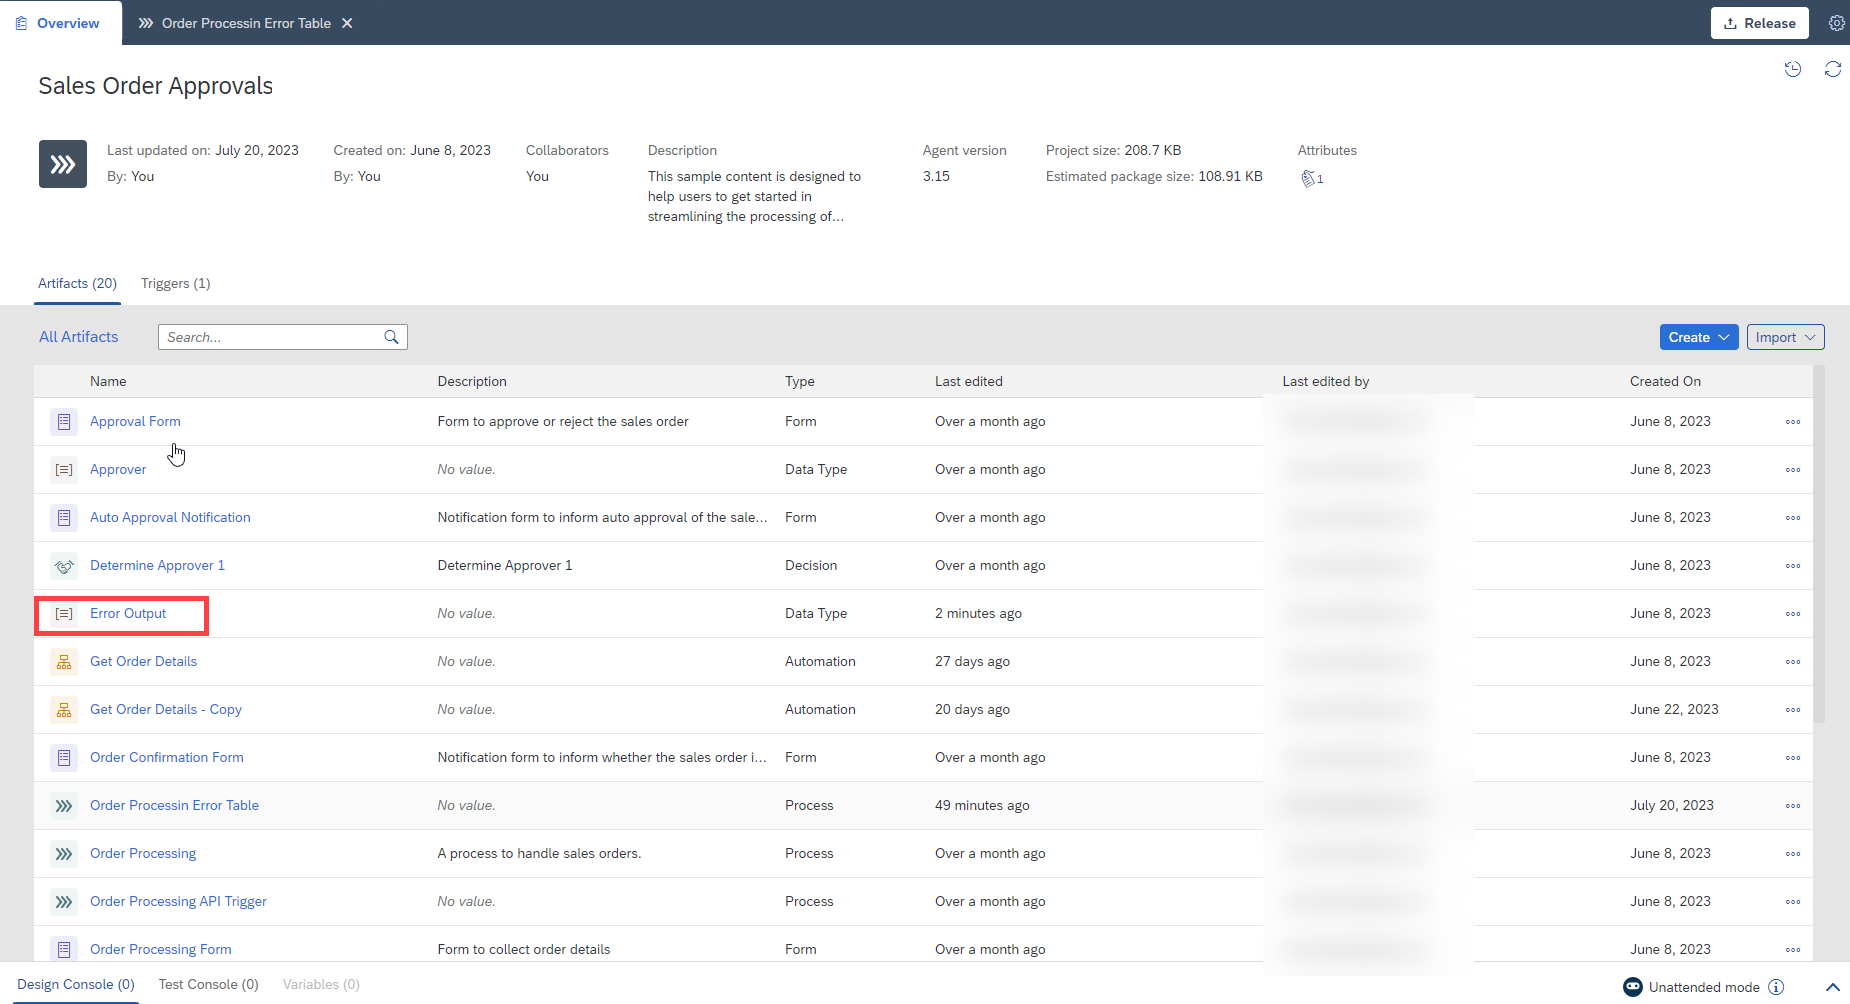 Overview
Order Processin Error Table
Release
Sales Order Approvals
Last updated on: July 20, 2023
By: You
Created on: June 8, 2023
By: You
Collaborators
You
Description
This sample content is designed to
help users to get started in
streamlining the processing of...
Agent version
3.15
Project size: 208.7 KB
Estimated package size: 108.91 KB
Attributes
1
Artifacts (20) Triggers (1)
All Artifacts Search... Create Import
Name Description Type Last edited Last edited by Created On
Approval Form Form to approve or reject the sales order Form Over a month ago June 8, 2023
Approver No value. Data Type Over a month ago June 8, 2023
Auto Approval Notification Notification form to inform auto approval of the sale... Form Over a month ago June 8, 2023
Determine Approver 1 Determine Approver 1 Decision Over a month ago June 8, 2023
Error Output No value. Data Type 2 minutes ago June 8, 2023
Get Order Details No value. Automation 27 days ago June 8, 2023
Get Order Details - Copy No value. Automation 20 days ago June 22, 2023
Order Confirmation Form Notification form to inform whether the sales order i... Form Over a month ago June 8, 2023
Order Processin Error Table No value. Process 49 minutes ago July 20, 2023
Order Processing A process to handle sales orders. Process Over a month ago June 8, 2023
Order Processing API Trigger No value. Process Over a month ago June 8, 2023
Order Processing Form Form to collect order details Form Over a month ago June 8, 2023
Design Console (0) Test Console (0) Variables (0) Unattended mode